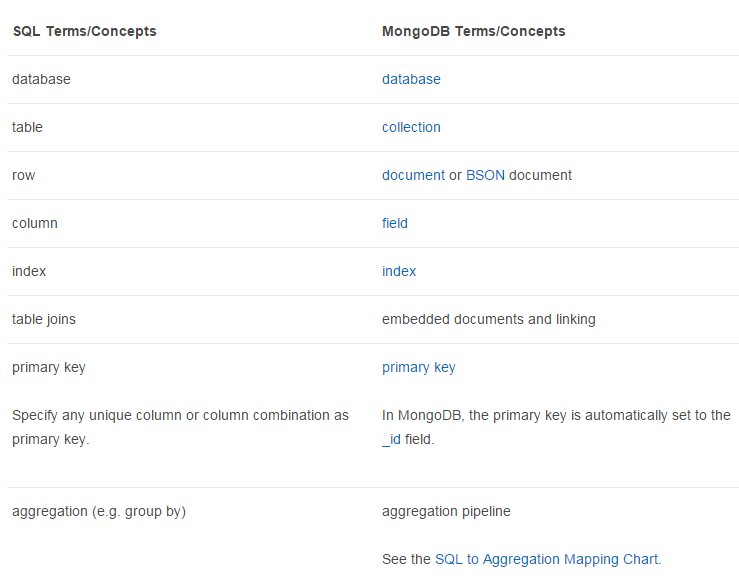 SQL Terms/Concepts MongoDB Terms/Concepts
database database
table collection
row document or BSON document
column field
index index
table joins embedded documents and linking
primary key primary key
Specify any unique column or column combination as In MongoDB, the primary key is automatically set to the
primary key. _id field.
aggregation (e.g. group by) aggregation pipeline
See the SQL to Aggregation Mapping Chart.